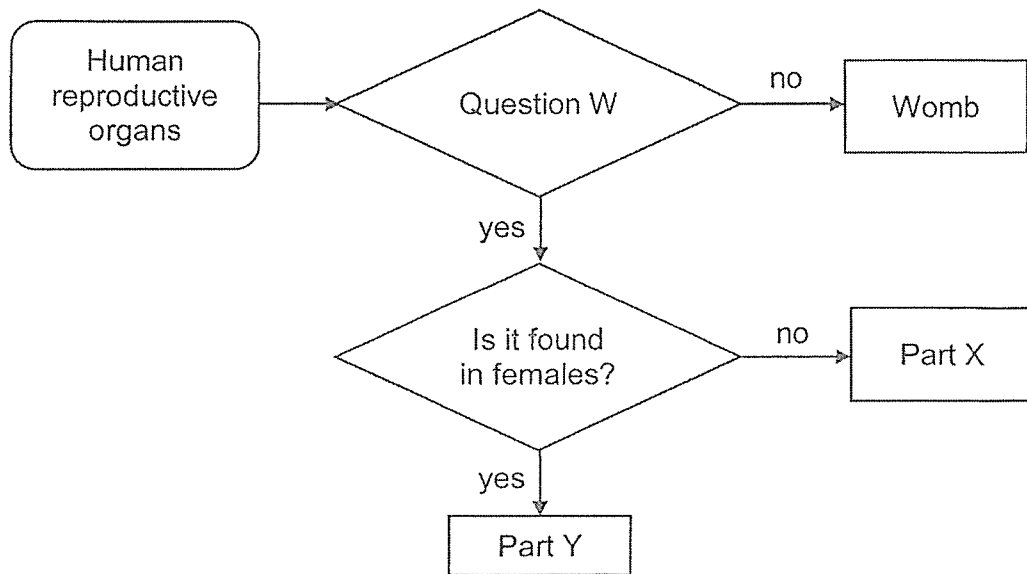 Human
reproductive
organs
Question W
no
Womb
yes
Is it found
in females?
no
Part X
yes
Part Y